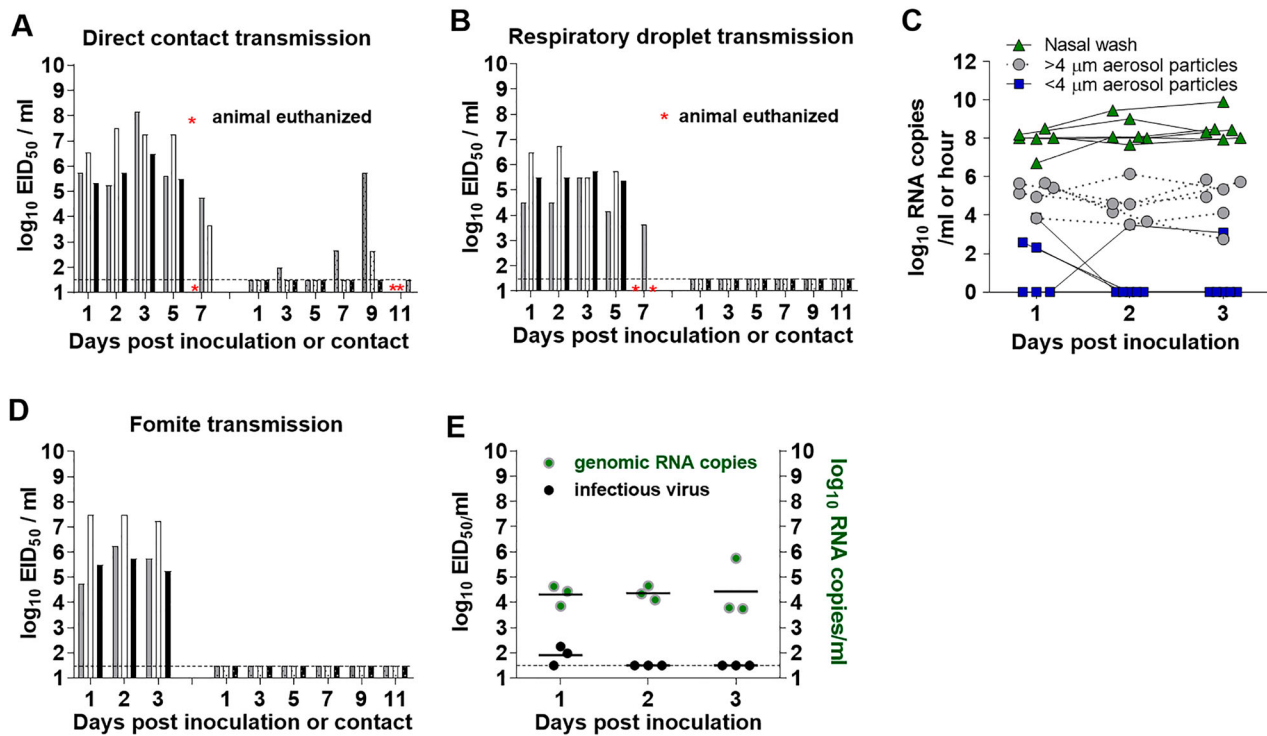 A
Direct contact transmission
log10 EID50 / ml
10
9
8
7
6
5
4
3
2
1
* animal euthanized
*
**
1 2 3 5 7 1 3 5 7 9 11
Days post inoculation or contact
B
Respiratory droplet transmission
log10 EID50 / ml
10
9
8
7
6
5
4
3
2
1
* animal euthanized
* *
1 2 3 5 7 1 3 5 7 9 11
Days post inoculation or contact
C
Nasal wash
>4 μm aerosol particles
<4 μm aerosol particles
log10 RNA copies
/ml or hour
12
10
8
6
4
2
0
1 2 3
Days post inoculation
D
Fomite transmission
log10 EID50 / ml
10
9
8
7
6
5
4
3
2
1
1 2 3 1 3 5 7 9 11
Days post inoculation or contact
E
genomic RNA copies
infectious virus
log10 EID50/ml
10
9
8
7
6
5
4
3
2
1
10
9
8
7
6
5
4
3
2
1
log10 RNA copies/ml
1 2 3
Days post inoculation